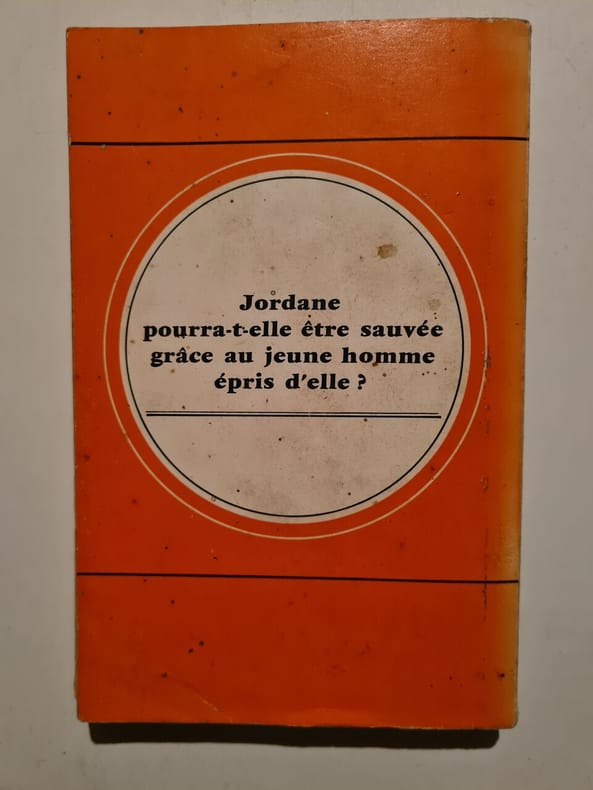 Jordane
pourra-t-elle être sauvée
grâce au jeune homme
épris d'elle ?